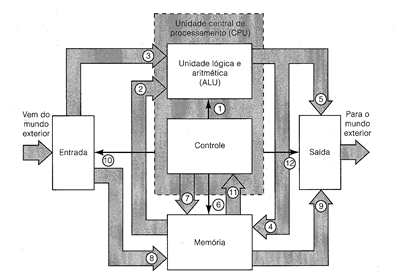 Unidade central de
processamento (CPU)
3
Unidade lógica e
aritmética
(ALU)
2
1
5
Vem do
mundo
exterior
Para o
mundo
exterior
Entrada
Controle
Saída
10
12
7
6
11
4
9
8
Memória